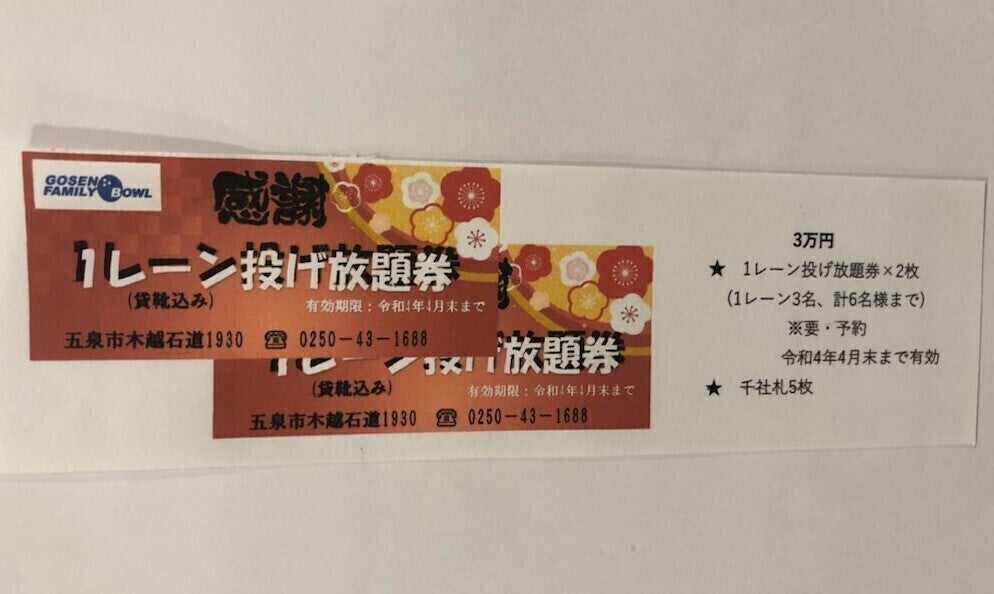 GOSEN
FAMILY BOWL
感謝
1レーン投げ放題券
(貸靴込み)
有効期限：令和4年4月末まで
五泉市木越石道1930 ☎ 0250-43-1688
1レーン投げ放題券
(貸靴込み)
有効期限：令和4年4月末まで
五泉市木越石道1930 ☎ 0250-43-1688
3万円
★ 1レーン投げ放題券×2枚
(1レーン3名、計6名様まで)
※要・予約
令和4年4月末まで有効
★ 千社札5枚